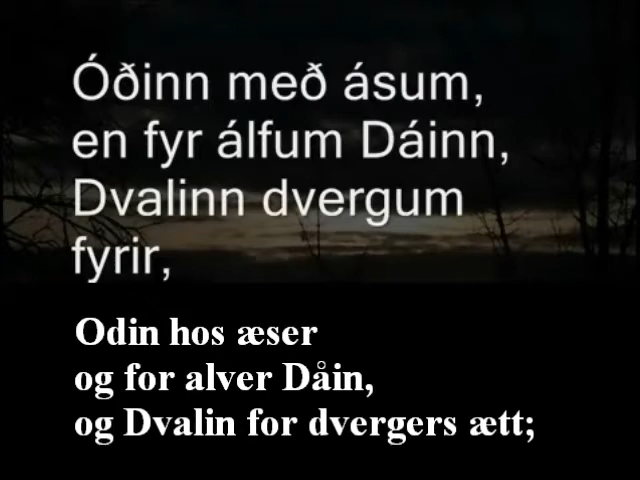 Óðinn með ásum,
en fyr álfum Dáinn,
Dvalinn dvergum
fyrir,
Odin hos æser
og for alver Dåin,
og Dvalin for dvergers ætt;